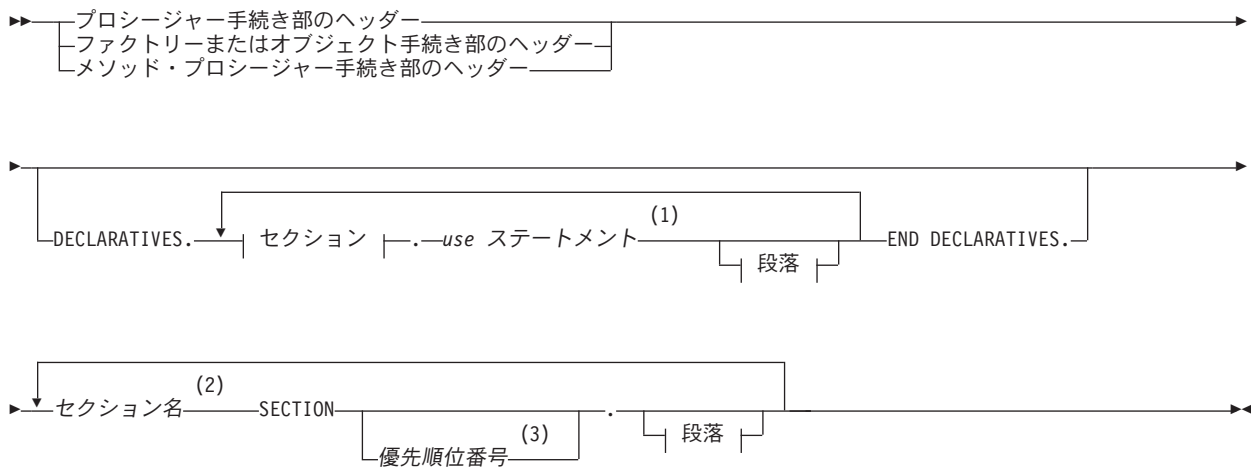 プロシージャー手続き部のヘッダー
ファクトリーまたはオブジェクト手続き部のヘッダー
メソッド・プロシージャー手続き部のヘッダー
DECLARATIVES. セクション . use ステートメント (1) 段落 END DECLARATIVES.
セクション名 (2) SECTION 優先順位番号 (3) . 段落